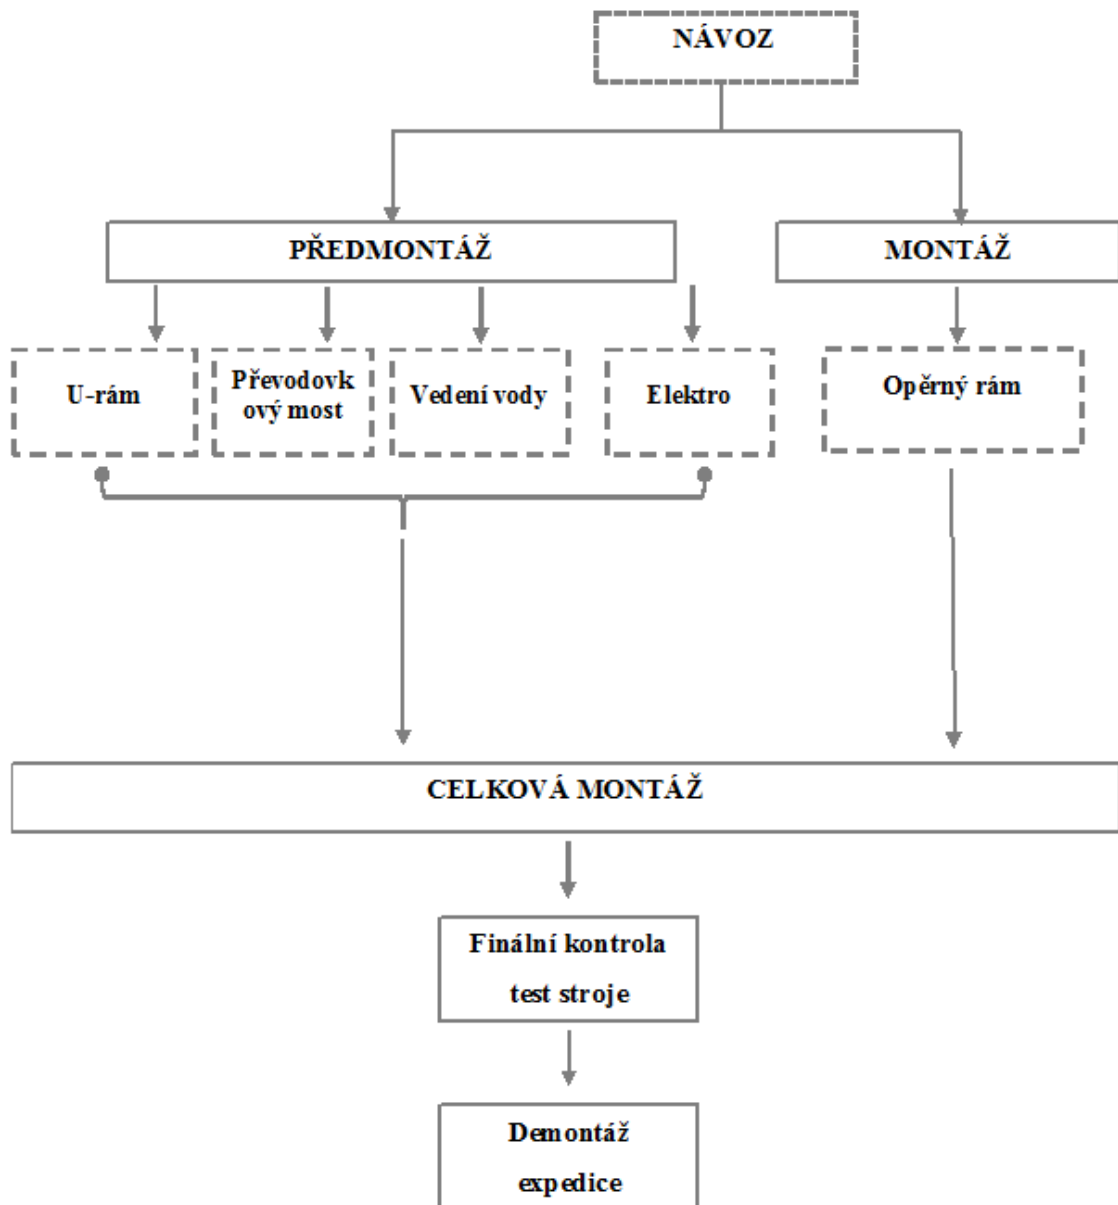 NÁVOZ
PŘEDMONTÁŽ
MONTÁŽ
U-rám
Převodovk
ový most
Vedení vody
Elektro
Opěrný rám
CELKOVÁ MONTÁŽ
Finální kontrola
test stroje
Demontáž
expedice